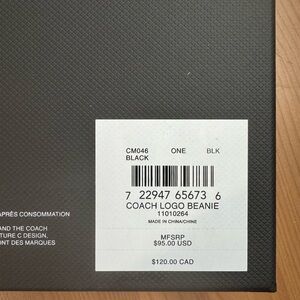 CM046 ONE BLK
BLACK
7 22947 65673 6
COACH LOGO BEANIE
11010264
MADE IN CHINA/CHINE
MFSRP
$95.00 USD
$120.00 CAD
APRÈS CONSOMMATION
AND THE COACH
TURE C DESIGN.
ONT DES MARQUES